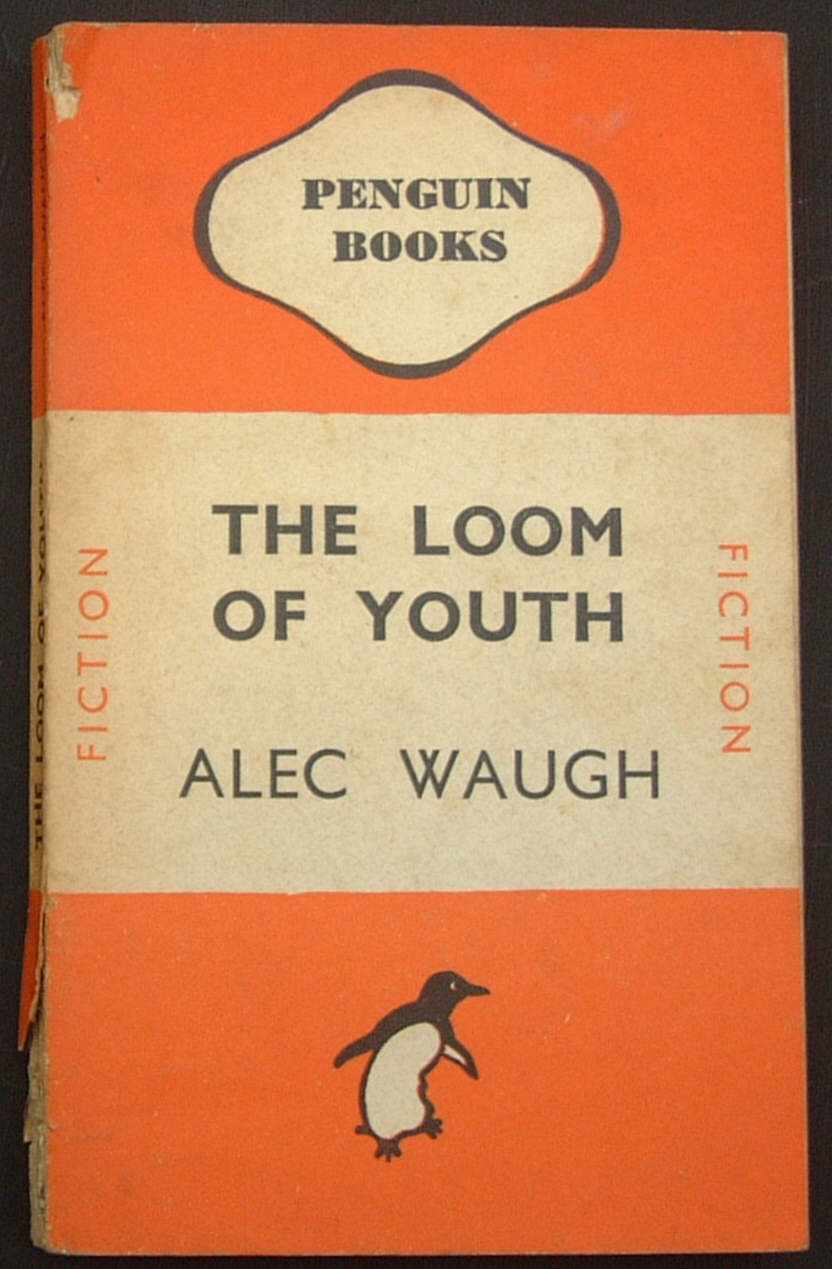 PENGUIN
BOOKS
THE LOOM
OF YOUTH
ALEC WAUGH
FICTION
FICTION
THE LOOM OF YOUTH